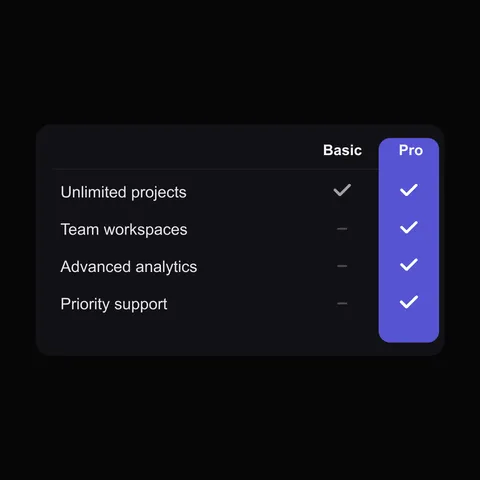 Basic Pro
Unlimited projects ✓ ✓
Team workspaces – ✓
Advanced analytics – ✓
Priority support – ✓